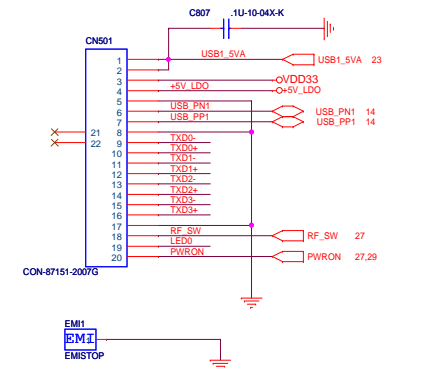 C807 .1U-10-04X-K
CN501
1 USB1_5VA USB1_5VA 23
2
3 VDD33
4 +5V_LDO +5V_LDO
5
6 USB_PN1 USB_PN1 14
7 USB_PP1 USB_PP1 14
21 8
22 9 TXD0-
10 TXD0+
11 TXD1-
12 TXD1+
13 TXD2-
14 TXD2+
15 TXD3-
16 TXD3+
17
18 RF_SW RF_SW 27
19 LED0
20 PWRON PWRON 27,29
CON-87151-2007G
EMI1
EMI
EMISTOP